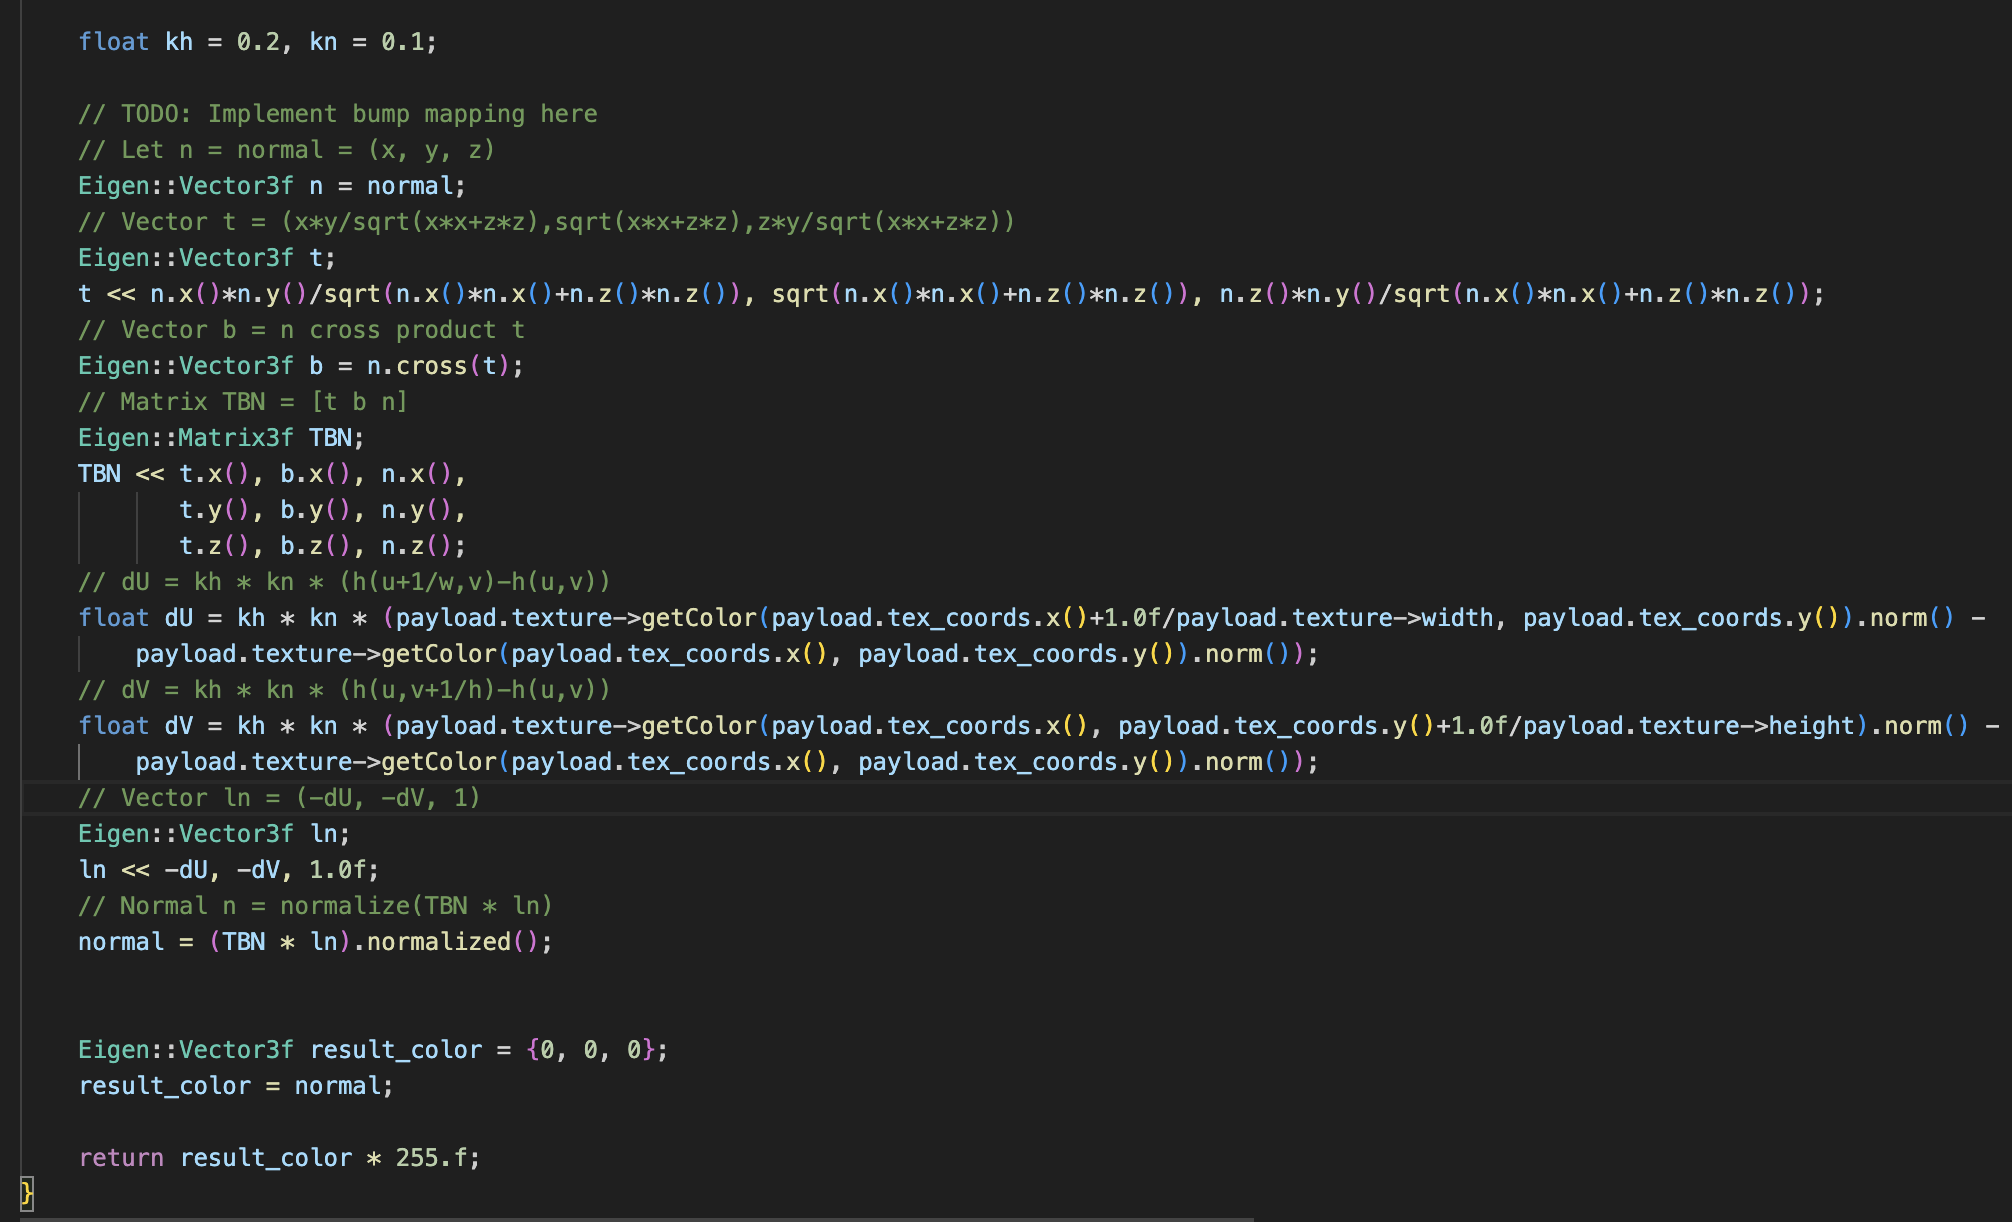 float kh = 0.2, kn = 0.1;
// TODO: Implement bump mapping here
// Let n = normal = (x, y, z)
Eigen::Vector3f n = normal;
// Vector t = (x*y/sqrt(x*x+z*z),sqrt(x*x+z*z),z*y/sqrt(x*x+z*z))
Eigen::Vector3f t;
t << n.x()*n.y()/sqrt(n.x()*n.x()+n.z()*n.z()), sqrt(n.x()*n.x()+n.z()*n.z()), n.z()*n.y()/sqrt(n.x()*n.x()+n.z()*n.z());
// Vector b = n cross product t
Eigen::Vector3f b = n.cross(t);
// Matrix TBN = [t b n]
Eigen::Matrix3f TBN;
TBN << t.x(), b.x(), n.x(),
t.y(), b.y(), n.y(),
t.z(), b.z(), n.z();
// dU = kh * kn * (h(u+1/w,v)-h(u,v))
float dU = kh * kn * (payload.texture->getColor(payload.tex_coords.x()+1.0f/payload.texture->width, payload.tex_coords.y()).norm() -
payload.texture->getColor(payload.tex_coords.x(), payload.tex_coords.y()).norm());
// dV = kh * kn * (h(u,v+1/h)-h(u,v))
float dV = kh * kn * (payload.texture->getColor(payload.tex_coords.x(), payload.tex_coords.y()+1.0f/payload.texture->height).norm() -
payload.texture->getColor(payload.tex_coords.x(), payload.tex_coords.y()).norm());
// Vector ln = (-dU, -dV, 1)
Eigen::Vector3f ln;
ln << -dU, -dV, 1.0f;
// Normal n = normalize(TBN * ln)
normal = (TBN * ln).normalized();
Eigen::Vector3f result_color = {0, 0, 0};
result_color = normal;
return result_color * 255.f;
}